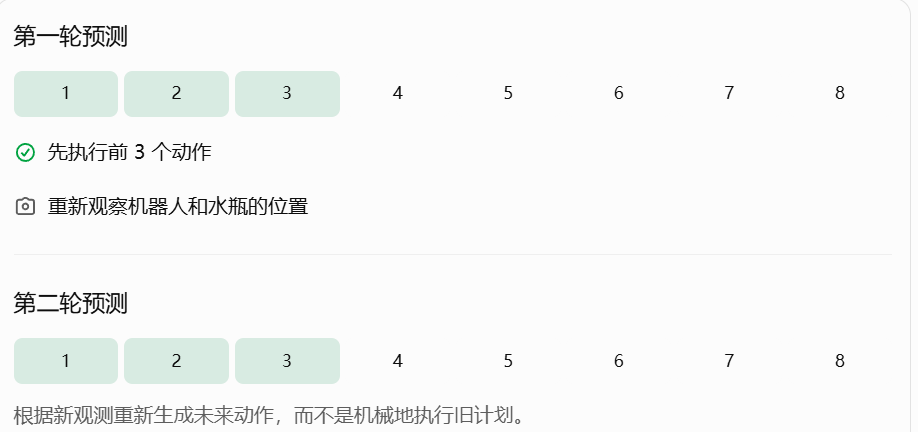 第一轮预测
1 2 3 4 5 6 7 8
先执行前 3 个动作
重新观察机器人和水瓶的位置
第二轮预测
1 2 3 4 5 6 7 8
根据新观测重新生成未来动作，而不是机械地执行旧计划。